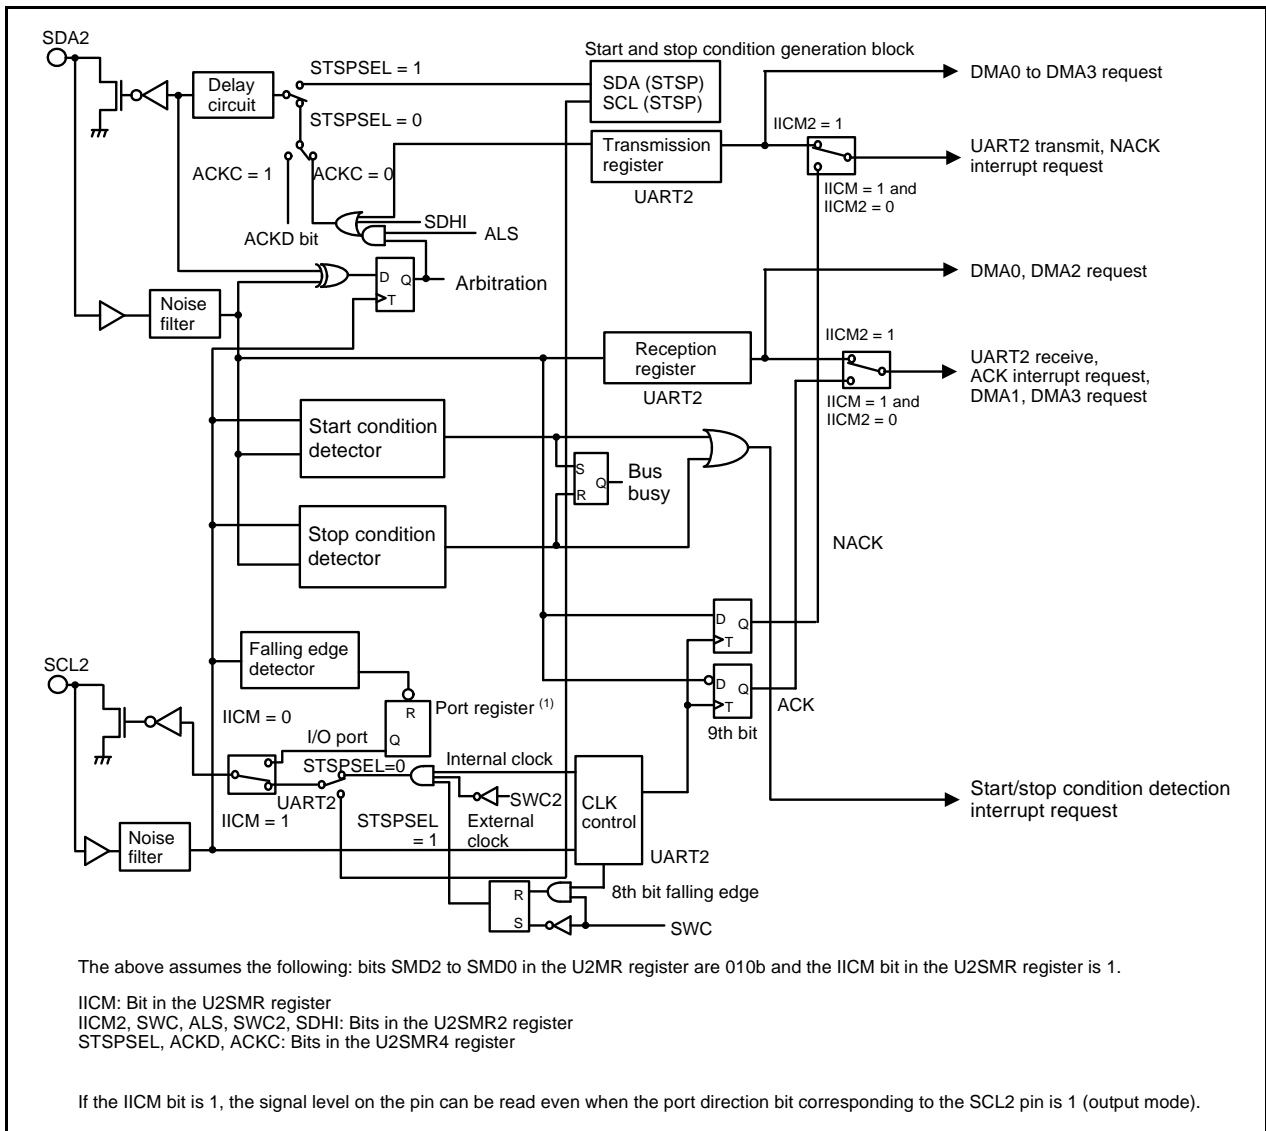 SDA2
Start and stop condition generation block
STSPSEL = 1
Delay
circuit
SDA (STSP)
SCL (STSP)
DMA0 to DMA3 request
STSPSEL = 0
IICM2 = 1
Transmission
register
UART2
UART2 transmit, NACK
interrupt request
ACKC = 1
ACKC = 0
IICM = 1 and
IICM2 = 0
SDHI
ALS
ACKD bit
D
Q
T
Arbitration
DMA0, DMA2 request
Noise
filter
IICM2 = 1
Reception
register
UART2
UART2 receive,
ACK interrupt request,
DMA1, DMA3 request
IICM = 1 and
IICM2 = 0
Start condition
detector
S
Q
R
Bus
busy
Stop condition
detector
NACK
D
Q
T
Falling edge
detector
SCL2
D
Q
T
ACK
9th bit
R
Q
Port register (1)
IICM = 0
I/O port
STSPSEL=0
Internal clock
UART2
SWC2
CLK
control
Start/stop condition detection
interrupt request
IICM = 1
STSPSEL
= 1
External
clock
Noise
filter
UART2
R
S
8th bit falling edge
SWC
The above assumes the following: bits SMD2 to SMD0 in the U2MR register are 010b and the IICM bit in the U2SMR register is 1.
IICM: Bit in the U2SMR register
IICM2, SWC, ALS, SWC2, SDHI: Bits in the U2SMR2 register
STSPSEL, ACKD, ACKC: Bits in the U2SMR4 register
If the IICM bit is 1, the signal level on the pin can be read even when the port direction bit corresponding to the SCL2 pin is 1 (output mode).